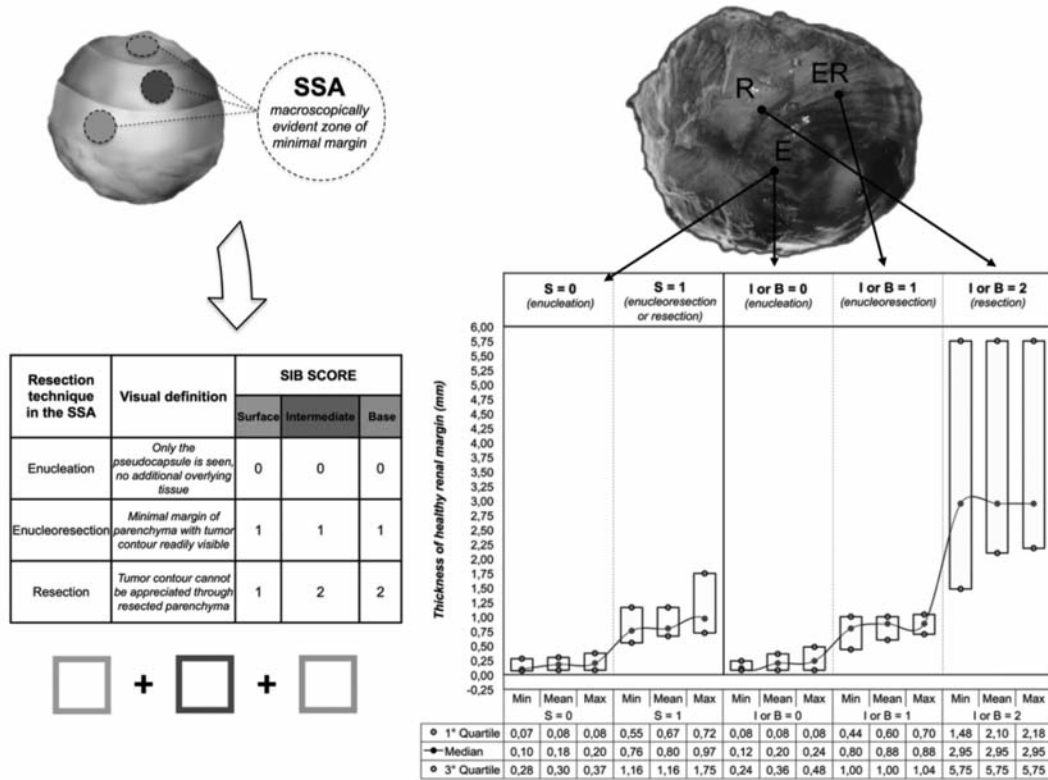 SSA
macroscopically
evident zone of
minimal margin
Resection
technique
in the SSA
Visual definition
SIB SCORE
Surface Intermediate Base
Enucleation
Only the
pseudocapsule is seen,
no additional overlying
tissue
0 0 0
Enucleoresection
Minimal margin of
parenchyma with tumor
contour readily visible
1 1 1
Resection
Tumor contour cannot
be appreciated through
resected parenchyma
1 2 2
+ +
R
ER
E
S = 0
(enucleation)
S = 1
(enucleoresection
or resection)
I or B = 0
(enucleation)
I or B = 1
(enucleoresection)
I or B = 2
(resection)
Thickness of healthy renal margin (mm)
6,00
5,75
5,50
5,25
5,00
4,75
4,50
4,25
4,00
3,75
3,50
3,25
3,00
2,75
2,50
2,25
2,00
1,75
1,50
1,25
1,00
0,75
0,50
0,25
0,00
-0,25
Min Mean Max Min Mean Max Min Mean Max Min Mean Max Min Mean Max
S = 0 S = 1 I or B = 0 I or B = 1 I or B = 2
1° Quartile 0,07 0,08 0,08 0,55 0,67 0,72 0,08 0,08 0,08 0,44 0,60 0,70 1,48 2,10 2,18
Median 0,10 0,18 0,20 0,76 0,80 0,97 0,12 0,20 0,24 0,80 0,88 0,88 2,95 2,95 2,95
3° Quartile 0,28 0,30 0,37 1,16 1,16 1,75 0,24 0,36 0,48 1,00 1,00 1,04 5,75 5,75 5,75